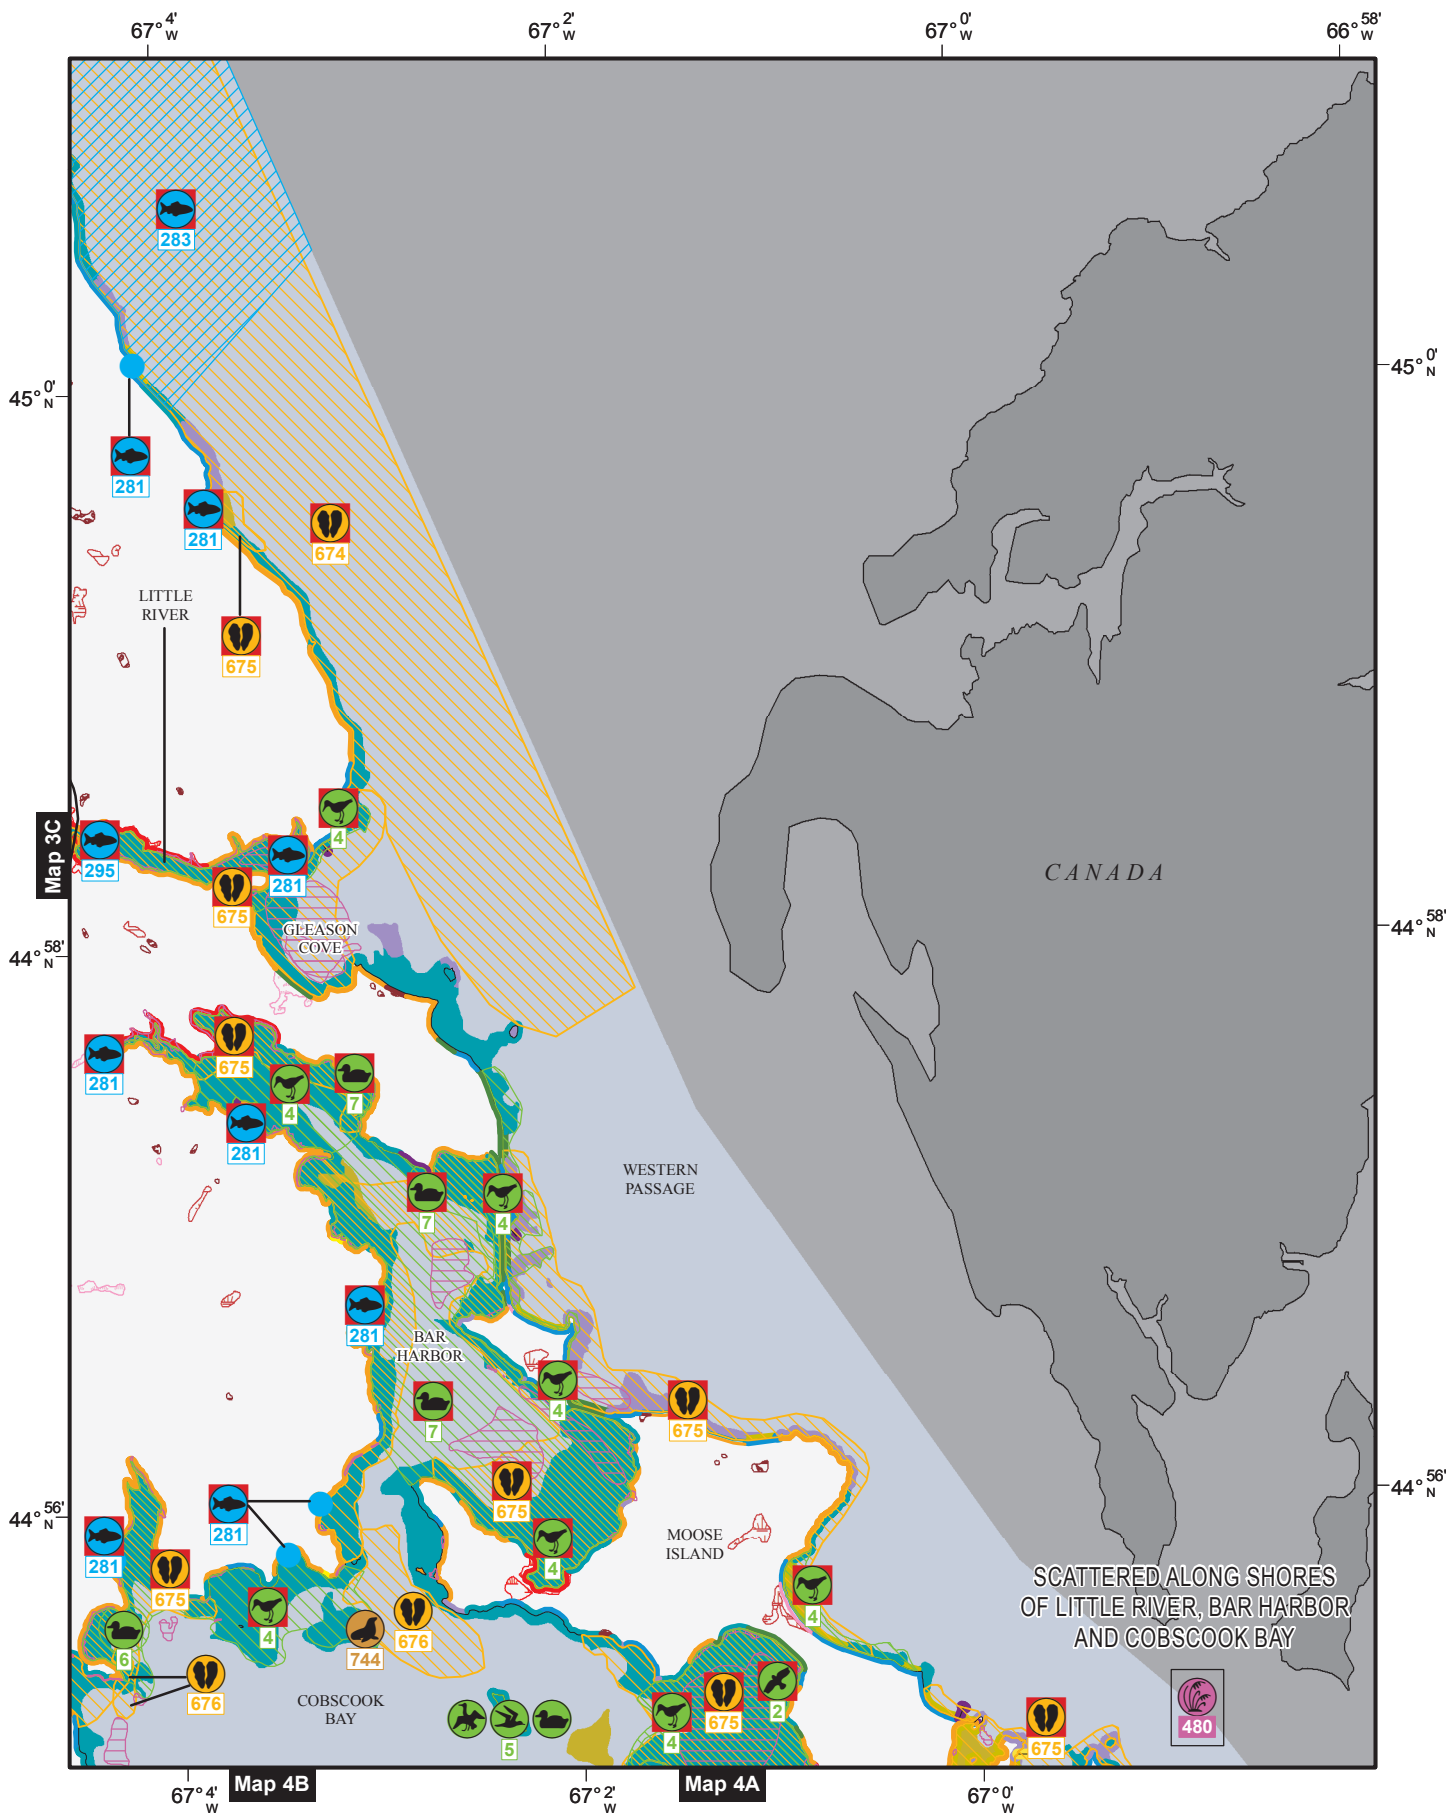 67° 4' W
67° 2' W
67° 0' W
66° 58' W
283
45° 0' N
45° 0' N
281
281
674
LITTLE
RIVER
675
4
Map 3C
295
281
CANADA
675
GLEASON
COVE
44° 58' N
44° 58' N
675
281
4
7
281
WESTERN
PASSAGE
7
4
281
BAR
HARBOR
4
7
675
675
44° 56' N
44° 56' N
281
281
MOOSE
ISLAND
4
675
SCATTERED ALONG SHORES
OF LITTLE RIVER, BAR HARBOR
AND COBSCOOK BAY
4
4
676
744
6
676
COBSCOOK
BAY
2
675
4
5
480
675
Map 4B
Map 4A
67° 4' W
67° 2' W
67° 0' W